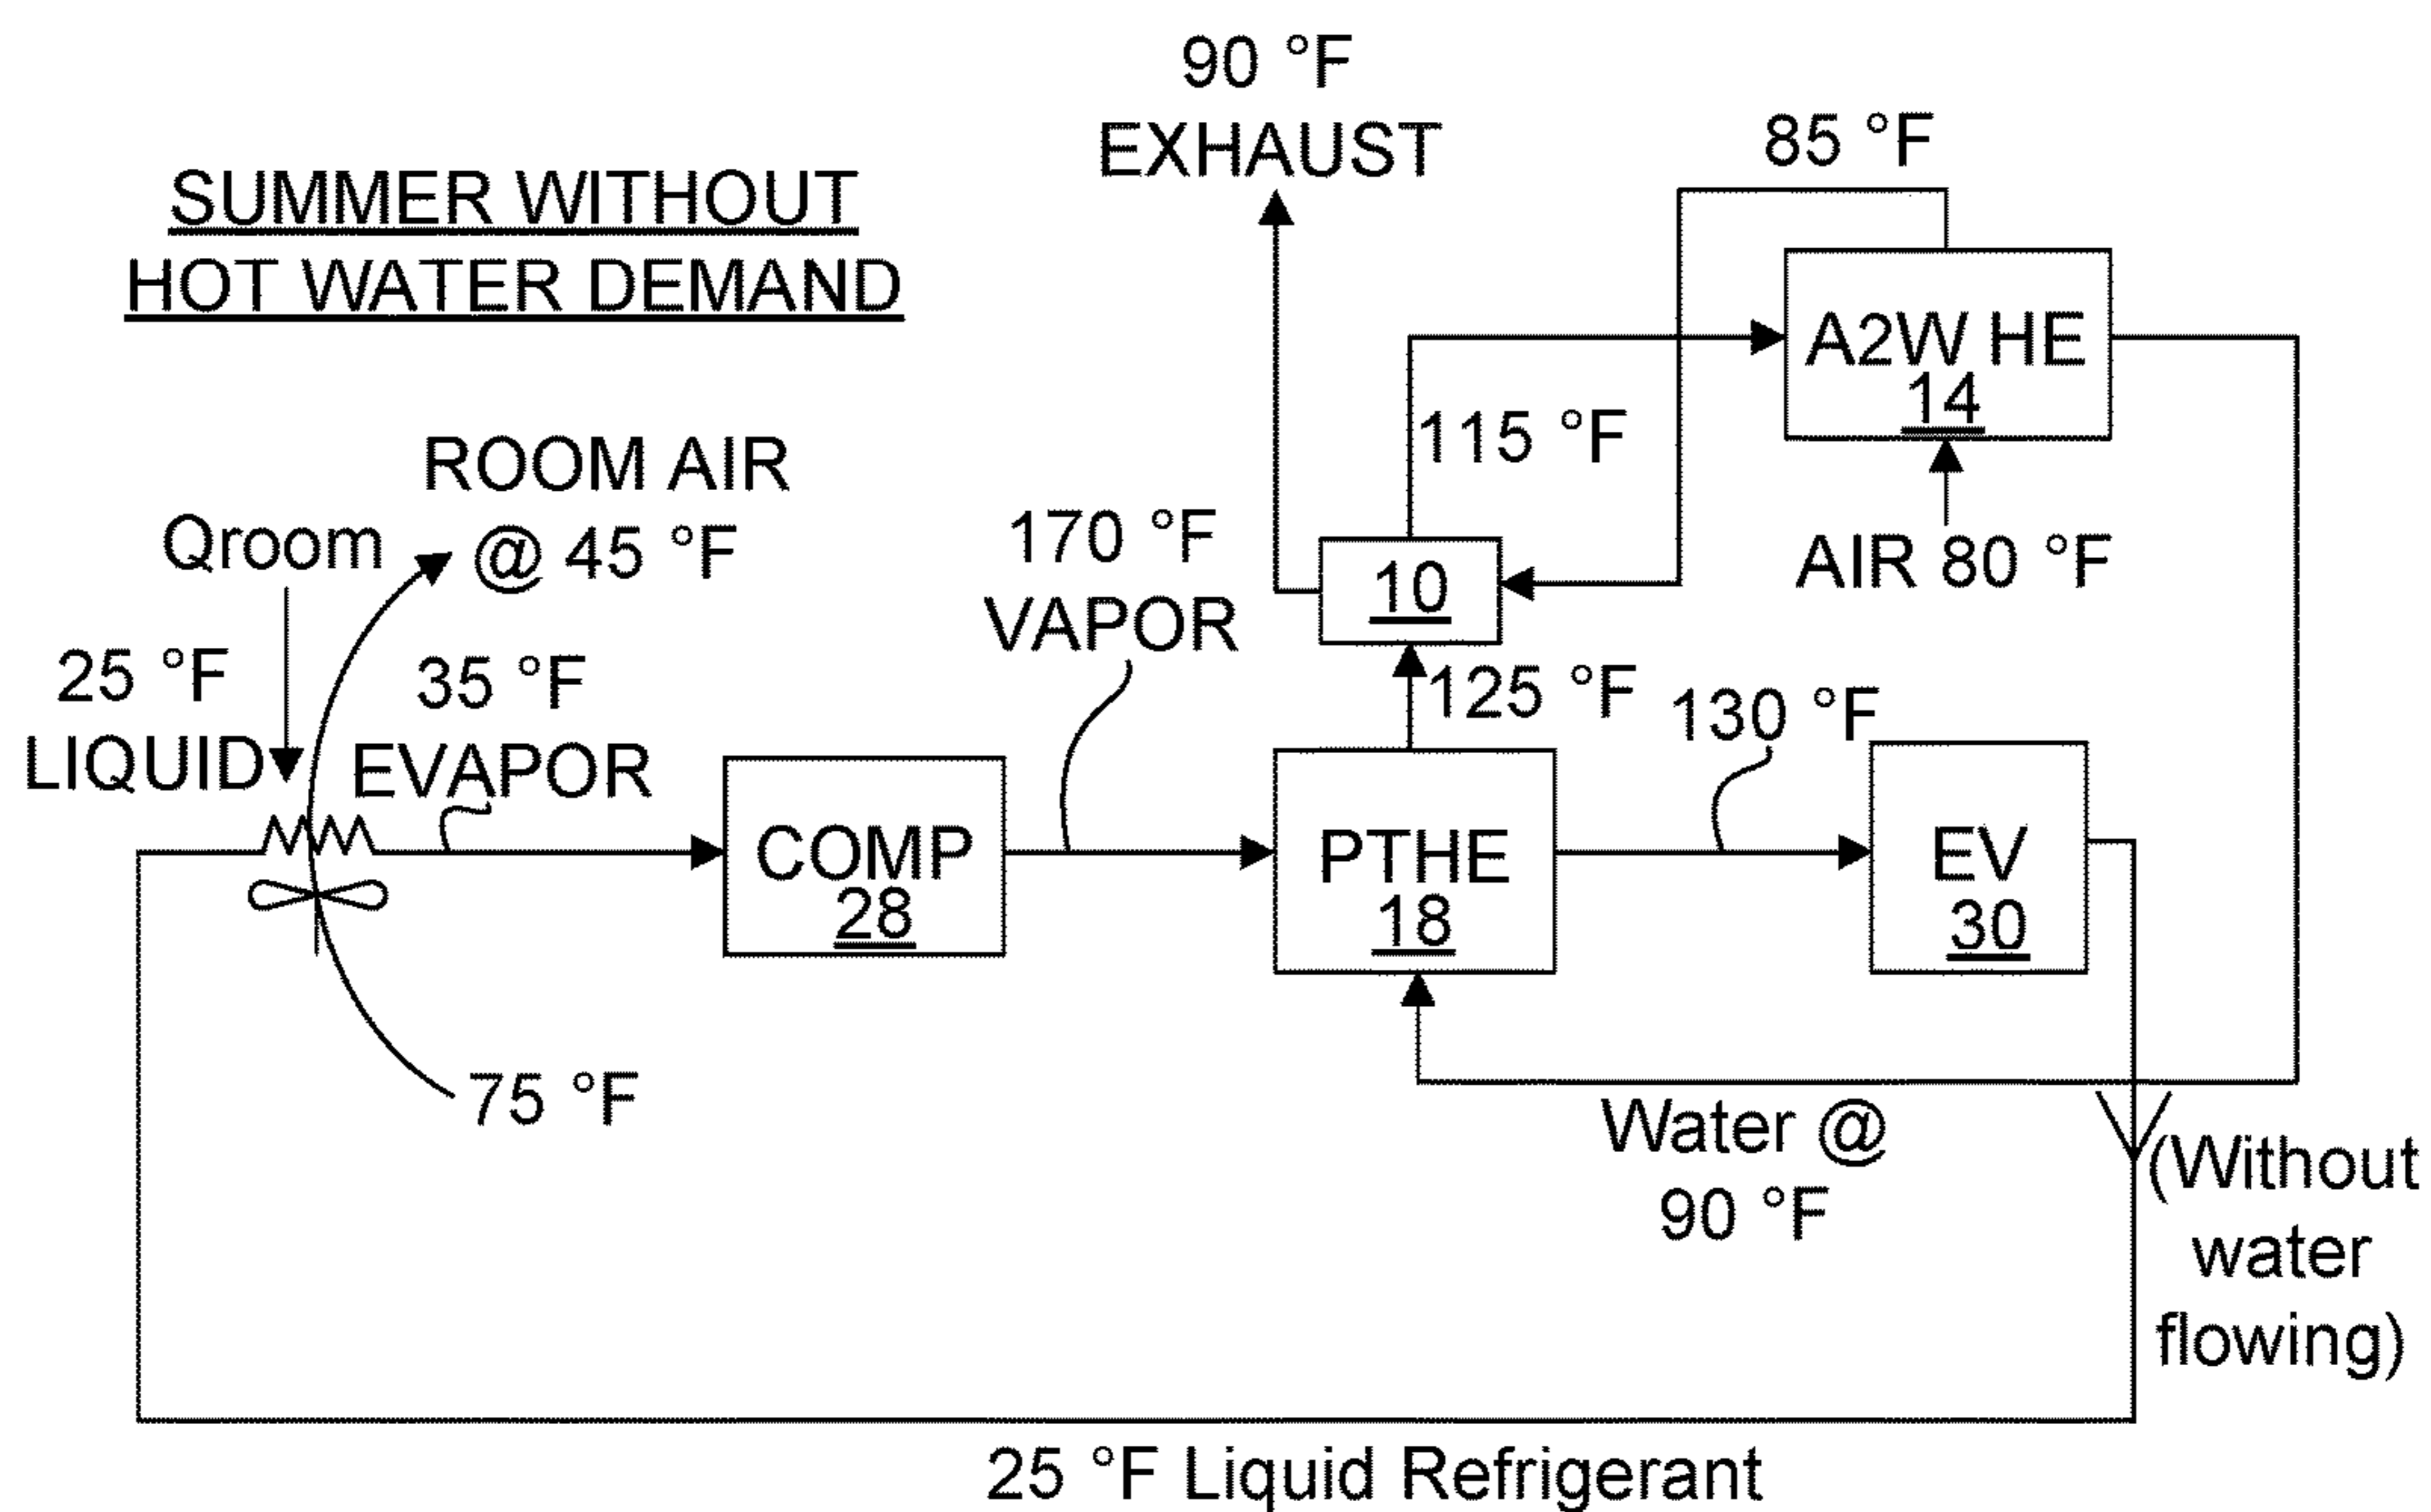 SUMMER WITHOUT
HOT WATER DEMAND
90 °F
EXHAUST
85 °F
A2W HE
14
AIR 80 °F
115 °F
10
125 °F
ROOM AIR
@ 45 °F
Qroom
25 °F
LIQUID
35 °F
EVAPOR
75 °F
COMP
28
170 °F
VAPOR
PTHE
18
130 °F
EV
30
Water @
90 °F
(Without
water
flowing)
25 °F Liquid Refrigerant